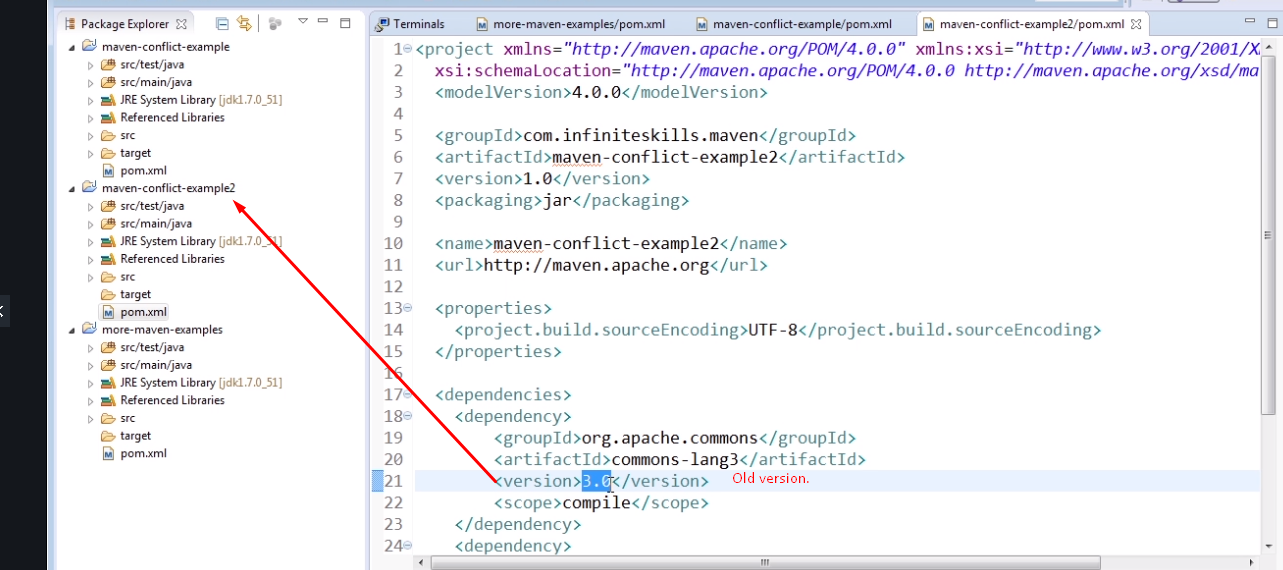 Package Explorer
maven-conflict-example
src/test/java
src/main/java
JRE System Library [jdk1.7.0_51]
Referenced Libraries
src
target
pom.xml
maven-conflict-example2
src/test/java
src/main/java
JRE System Library [jdk1.7.0_51]
Referenced Libraries
src
target
pom.xml
more-maven-examples
src/test/java
src/main/java
JRE System Library [jdk1.7.0_51]
Referenced Libraries
src
target
pom.xml
Terminals
more-maven-examples/pom.xml
maven-conflict-example/pom.xml
maven-conflict-example2/pom.xml
1 <project xmlns="http://maven.apache.org/POM/4.0.0" xmlns:xsi="http://www.w3.org/2001/X
2 xsi:schemaLocation="http://maven.apache.org/POM/4.0.0 http://maven.apache.org/xsd/ma
3 <modelVersion>4.0.0</modelVersion>
4
5 <groupId>com.infiniteskills.maven</groupId>
6 <artifactId>maven-conflict-example2</artifactId>
7 <version>1.0</version>
8 <packaging>jar</packaging>
9
10 <name>maven-conflict-example2</name>
11 <url>http://maven.apache.org</url>
12
13 <properties>
14 <project.build.sourceEncoding>UTF-8</project.build.sourceEncoding>
15 </properties>
16
17 <dependencies>
18 <dependency>
19 <groupId>org.apache.commons</groupId>
20 <artifactId>commons-lang3</artifactId>
21 <version>3.0</version> Old version.
22 <scope>compile</scope>
23 </dependency>
24 <dependency>